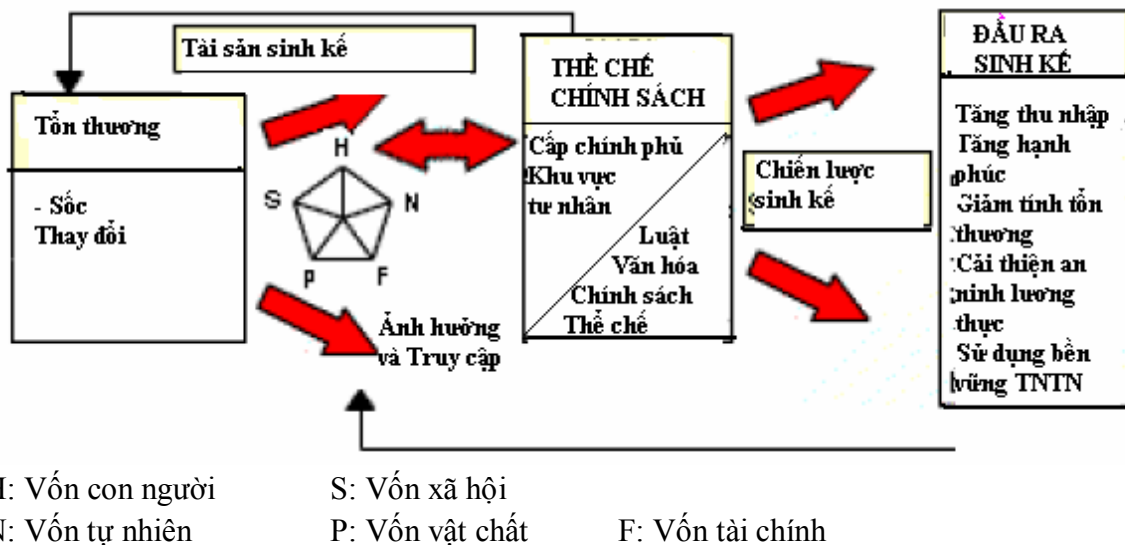 Tài sản sinh kế
Tổn thương
- Sốc
Thay đổi
H
S
N
P
F
Ảnh hưởng
và Truy cập
THỂ CHẾ
CHÍNH SÁCH
Cấp chính phủ
Khu vực
tư nhân
Luật
Văn hóa
Chính sách
Thể chế
Chiến lược
sinh kế
ĐẦU RA
SINH KẾ
Tăng thu nhập
Tăng hạnh
phúc
Giảm tính tổn
thương
Cải thiện an
ninh lương
thực
Sử dụng bền
vững TNTN
H: Vốn con người S: Vốn xã hội
N: Vốn tự nhiên P: Vốn vật chất F: Vốn tài chính